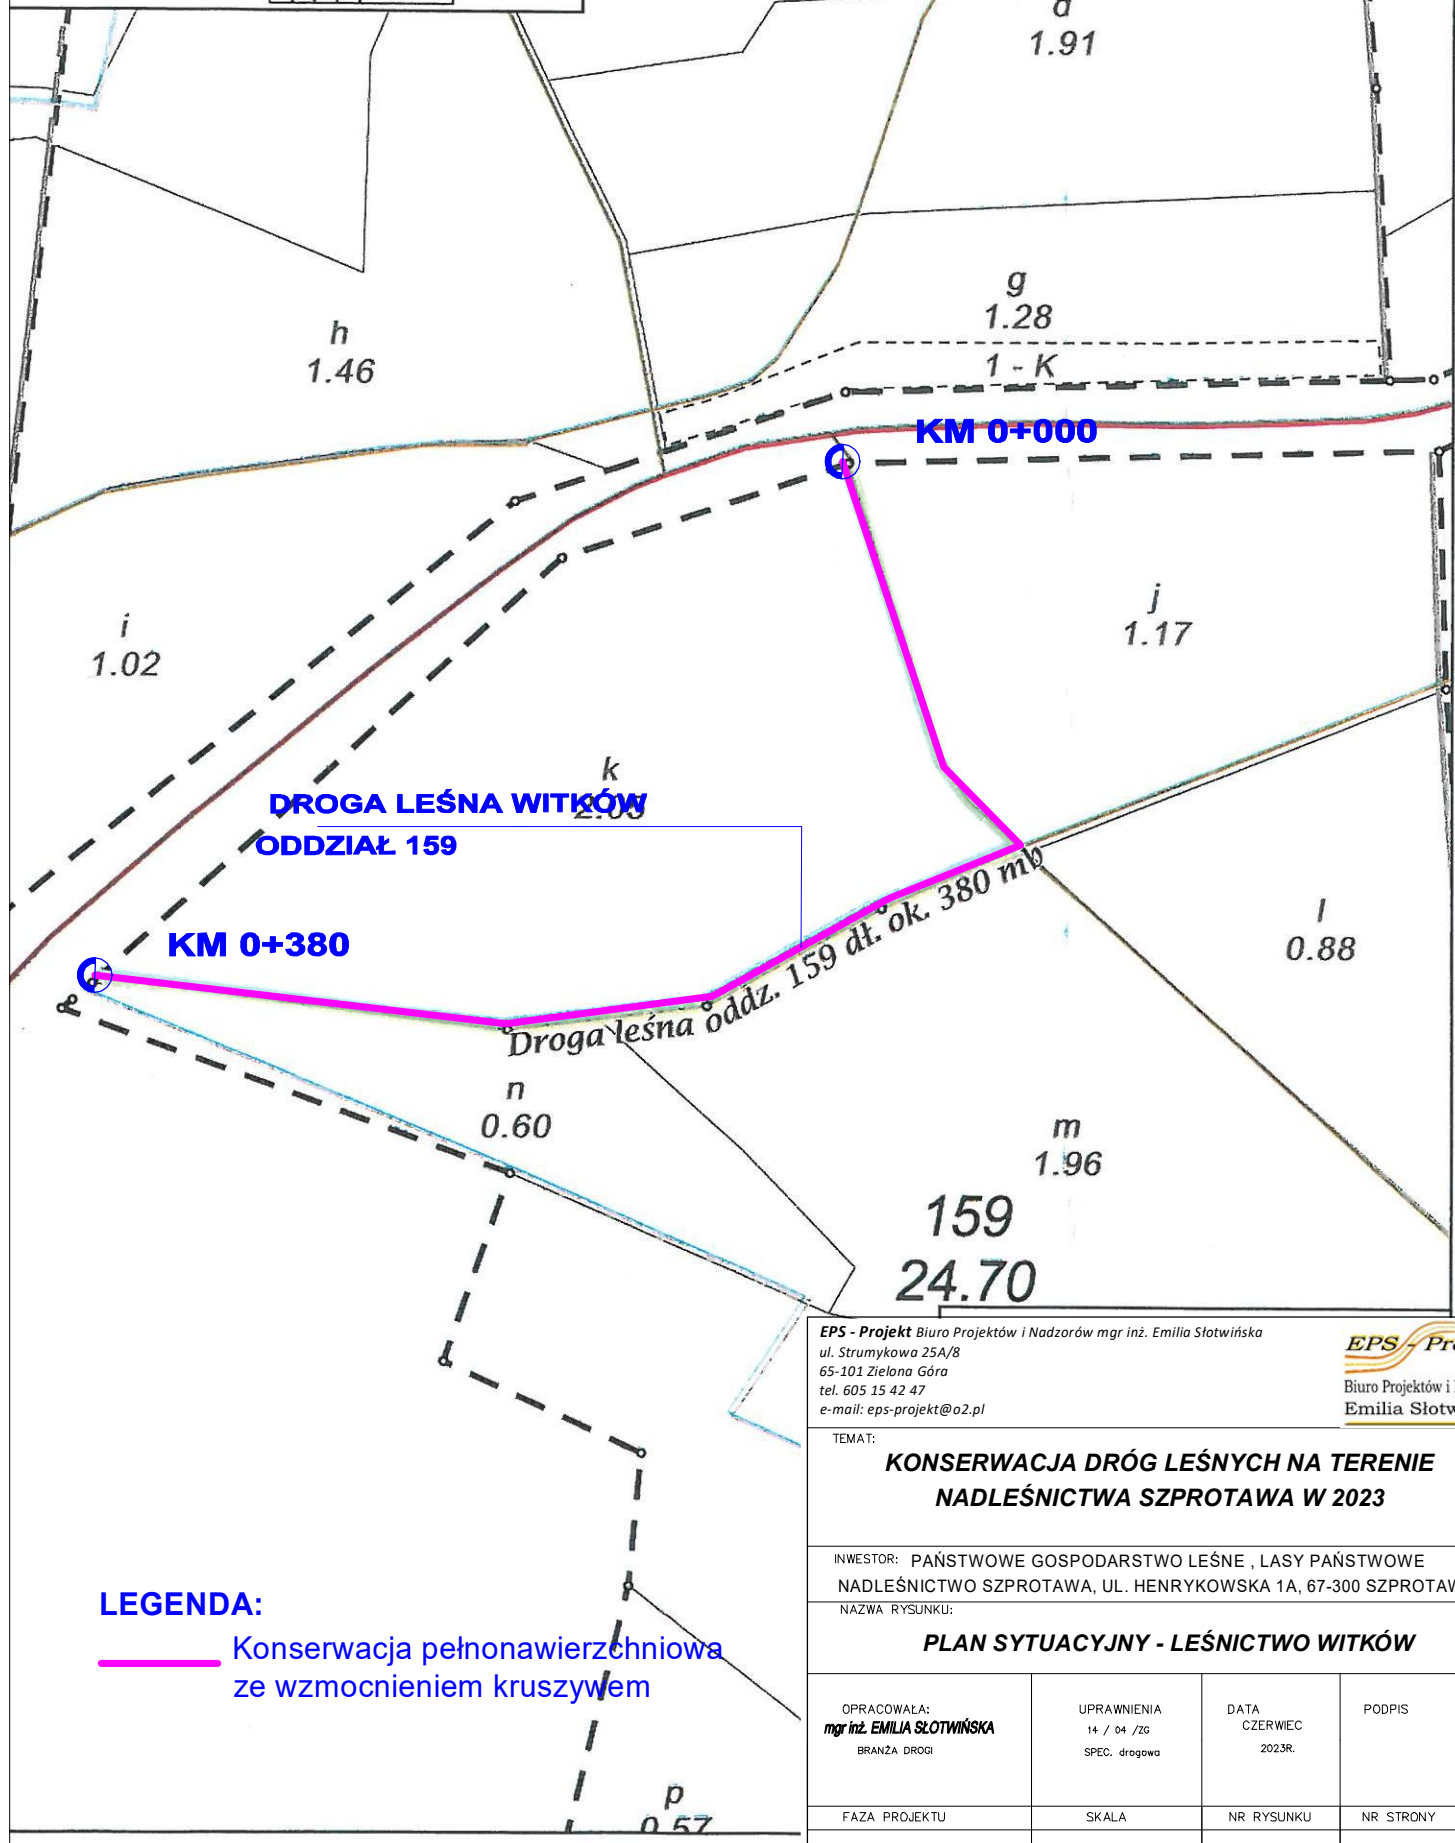 d
1.91
g
1.28
1 - K
h
1.46
KM 0+000
i
1.02
j
1.17
k
2.05
DROGA LEŚNA WITKÓW
ODDZIAŁ 159
KM 0+380
Droga leśna oddz. 159 dł. ok. 380 mb
l
0.88
n
0.60
m
1.96
159
24.70
LEGENDA:
Konserwacja pełnonawierzchniowa
ze wzmocnieniem kruszywem
p
0.57
EPS - Projekt Biuro Projektów i Nadzorów mgr inż. Emilia Słotwińska
ul. Strumykowa 25A/8
65-101 Zielona Góra
tel. 605 15 42 47
e-mail: eps-projekt@o2.pl
EPS - Pro
Biuro Projektów i
Emilia Słotw
TEMAT:
KONSERWACJA DRÓG LEŚNYCH NA TERENIE
NADLEŚNICTWA SZPROTAWA W 2023
INWESTOR: PAŃSTWOWE GOSPODARSTWO LEŚNE , LASY PAŃSTWOWE
NADLEŚNICTWO SZPROTAWA, UL. HENRYKOWSKA 1A, 67-300 SZPROTAW
NAZWA RYSUNKU:
PLAN SYTUACYJNY - LEŚNICTWO WITKÓW
OPRACOWAŁA:
mgr inż. EMILIA SŁOTWIŃSKA
BRANŻA DROGI
UPRAWNIENIA
14 / 04 /ZG
SPEC. drogowa
DATA
CZERWIEC
2023R.
PODPIS
FAZA PROJEKTU
SKALA
NR RYSUNKU
NR STRONY